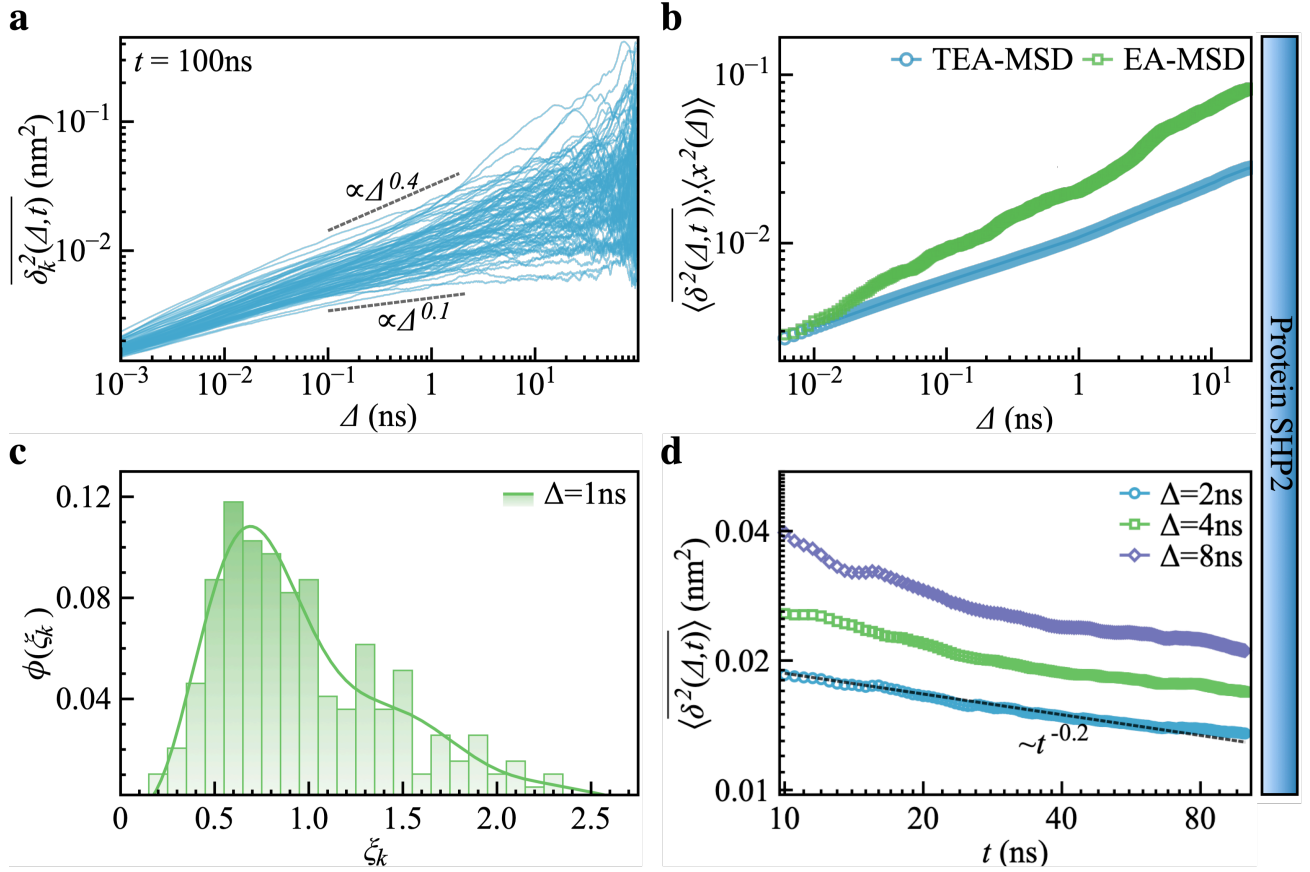 a
t = 100ns
∝Δ^0.4
∝Δ^0.1
10^-1
10^-2
10^-3 10^-2 10^-1 1 10^1
Δ (ns)
δ_k^2(Δ,t) (nm^2)
b
TEA-MSD EA-MSD
10^-1
10^-2
10^-2 10^-1 1 10^1
Δ (ns)
⟨δ^2(Δ,t)⟩,⟨x^2(Δ)⟩
c
Δ=1ns
0.12
0.08
0.04
0 0.5 1.0 1.5 2.0 2.5
ξ_k
ϕ(ξ_k)
d
Δ=2ns
Δ=4ns
Δ=8ns
0.04
0.02
0.01
~t^-0.2
10 20 40 80
t (ns)
⟨δ^2(Δ,t)⟩ (nm^2)
Protein SHP2